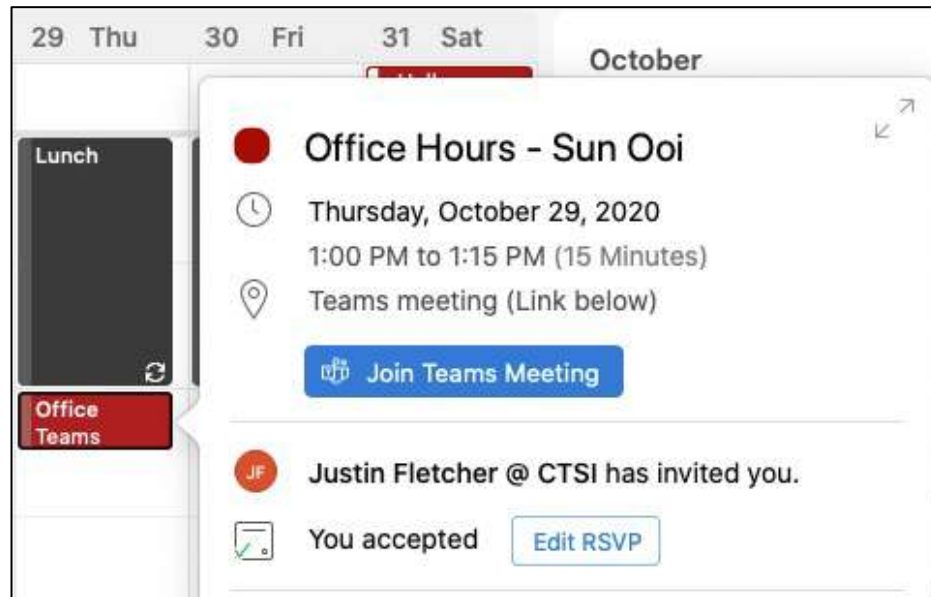 29 Thu 30 Fri 31 Sat
October
Lunch
Office Hours - Sun Ooi
Thursday, October 29, 2020
1:00 PM to 1:15 PM (15 Minutes)
Teams meeting (Link below)
Join Teams Meeting
Office
Teams
JF
Justin Fletcher @ CTSI has invited you.
You accepted
Edit RSVP